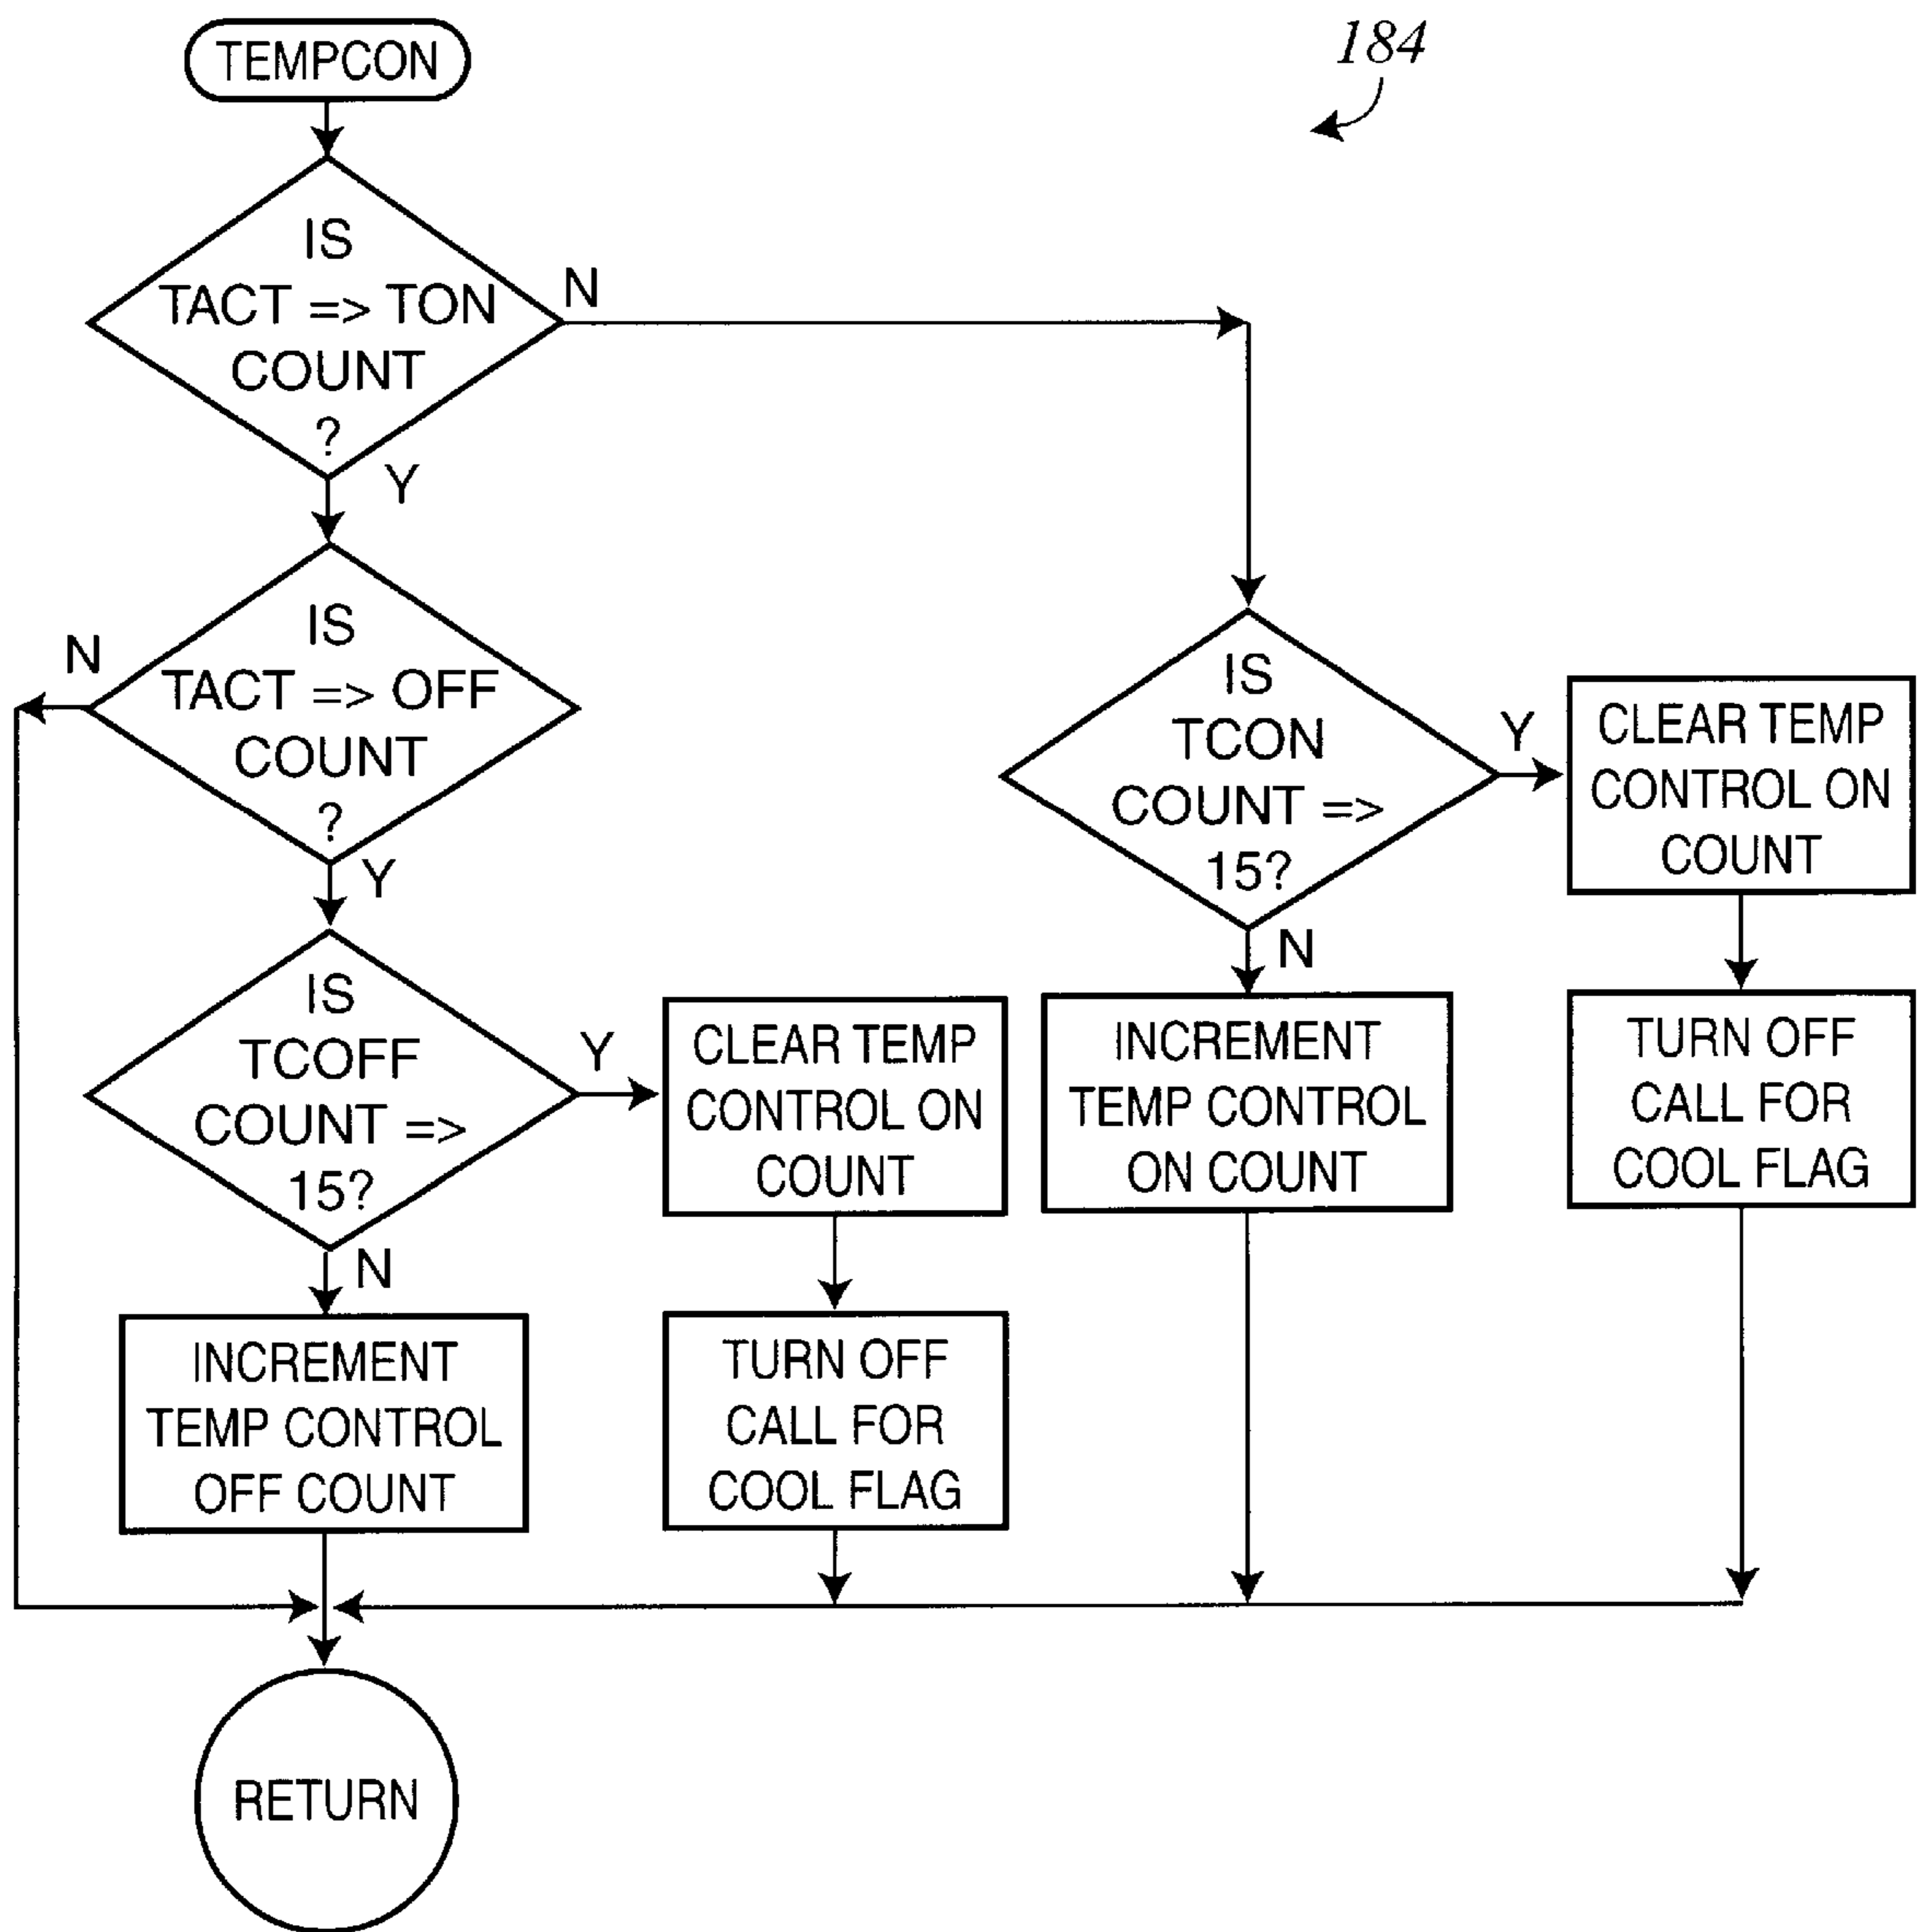 184
TEMPCON
IS
TACT => TON
COUNT
?
N
Y
IS
TACT => OFF
COUNT
?
N
Y
IS
TCOFF
COUNT =>
15?
Y
N
INCREMENT
TEMP CONTROL
OFF COUNT
CLEAR TEMP
CONTROL ON
COUNT
TURN OFF
CALL FOR
COOL FLAG
IS
TCON
COUNT =>
15?
Y
N
INCREMENT
TEMP CONTROL
ON COUNT
CLEAR TEMP
CONTROL ON
COUNT
TURN OFF
CALL FOR
COOL FLAG
RETURN